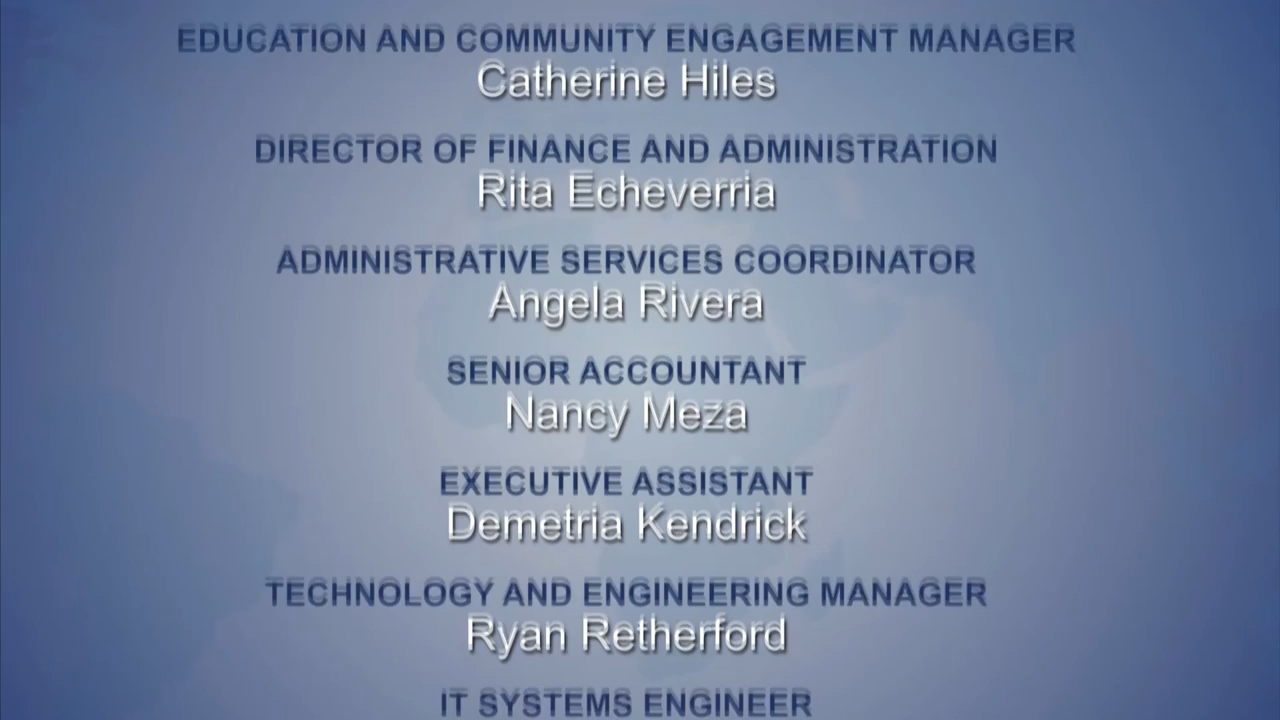 EDUCATION AND COMMUNITY ENGAGEMENT MANAGER
Catherine Hiles
DIRECTOR OF FINANCE AND ADMINISTRATION
Rita Echeverria
ADMINISTRATIVE SERVICES COORDINATOR
Angela Rivera
SENIOR ACCOUNTANT
Nancy Meza
EXECUTIVE ASSISTANT
Demetria Kendrick
TECHNOLOGY AND ENGINEERING MANAGER
Ryan Retherford
IT SYSTEMS ENGINEER